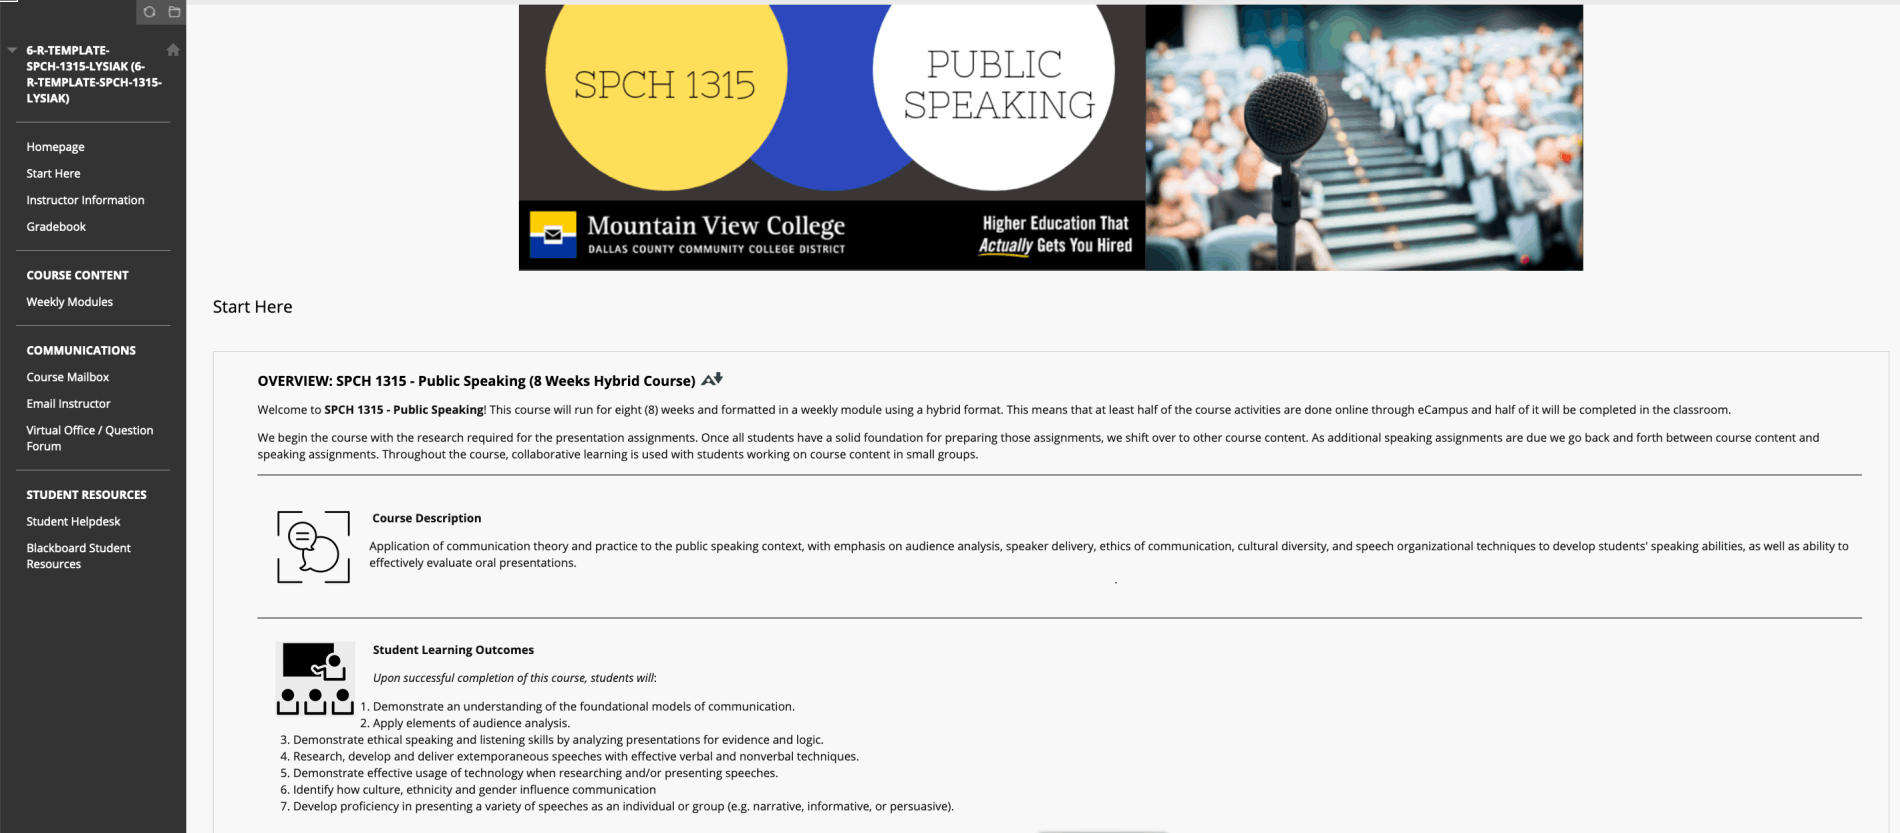 6-R-TEMPLATE-
SPCH-1315-LYSIAK (6-
R-TEMPLATE-SPCH-1315-
LYSIAK)
Homepage
Start Here
Instructor Information
Gradebook
COURSE CONTENT
Weekly Modules
COMMUNICATIONS
Course Mailbox
Email Instructor
Virtual Office / Question
Forum
STUDENT RESOURCES
Student Helpdesk
Blackboard Student
Resources
SPCH 1315
PUBLIC
SPEAKING
Mountain View College
DALLAS COUNTY COMMUNITY COLLEGE DISTRICT
Higher Education That
Actually Gets You Hired
Start Here
OVERVIEW: SPCH 1315 - Public Speaking (8 Weeks Hybrid Course)
Welcome to SPCH 1315 - Public Speaking! This course will run for eight (8) weeks and formatted in a weekly module using a hybrid format. This means that at least half of the course activities are done online through eCampus and half of it will be completed in the classroom.
We begin the course with the research required for the presentation assignments. Once all students have a solid foundation for preparing those assignments, we shift over to other course content. As additional speaking assignments are due we go back and forth between course content and
speaking assignments. Throughout the course, collaborative learning is used with students working on course content in small groups.
Course Description
Application of communication theory and practice to the public speaking context, with emphasis on audience analysis, speaker delivery, ethics of communication, cultural diversity, and speech organizational techniques to develop students' speaking abilities, as well as ability to
effectively evaluate oral presentations.
Student Learning Outcomes
Upon successful completion of this course, students will:
1. Demonstrate an understanding of the foundational models of communication.
2. Apply elements of audience analysis.
3. Demonstrate ethical speaking and listening skills by analyzing presentations for evidence and logic.
4. Research, develop and deliver extemporaneous speeches with effective verbal and nonverbal techniques.
5. Demonstrate effective usage of technology when researching and/or presenting speeches.
6. Identify how culture, ethnicity and gender influence communication
7. Develop proficiency in presenting a variety of speeches as an individual or group (e.g. narrative, informative, or persuasive).